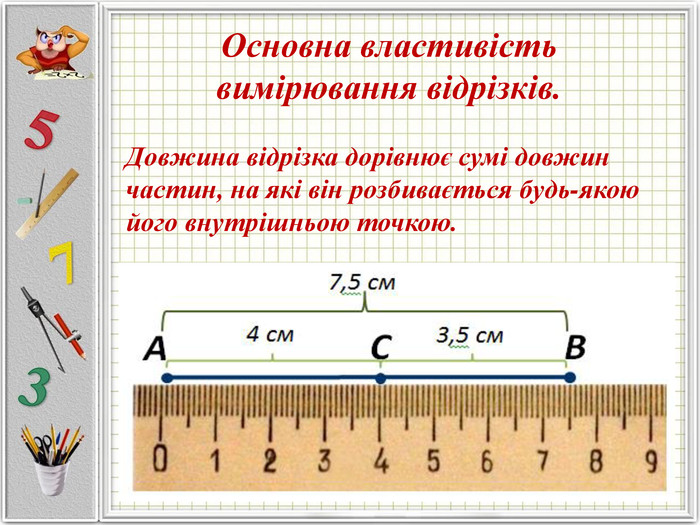 Основна властивість
вимірювання відрізків.
Довжина відрізка дорівнює сумі довжин
частин, на які він розбивається будь-якою
його внутрішньою точкою.
7,5 см
4 см
3,5 см
A
C
B
0 1 2 3 4 5 6 7 8 9
5
7
3